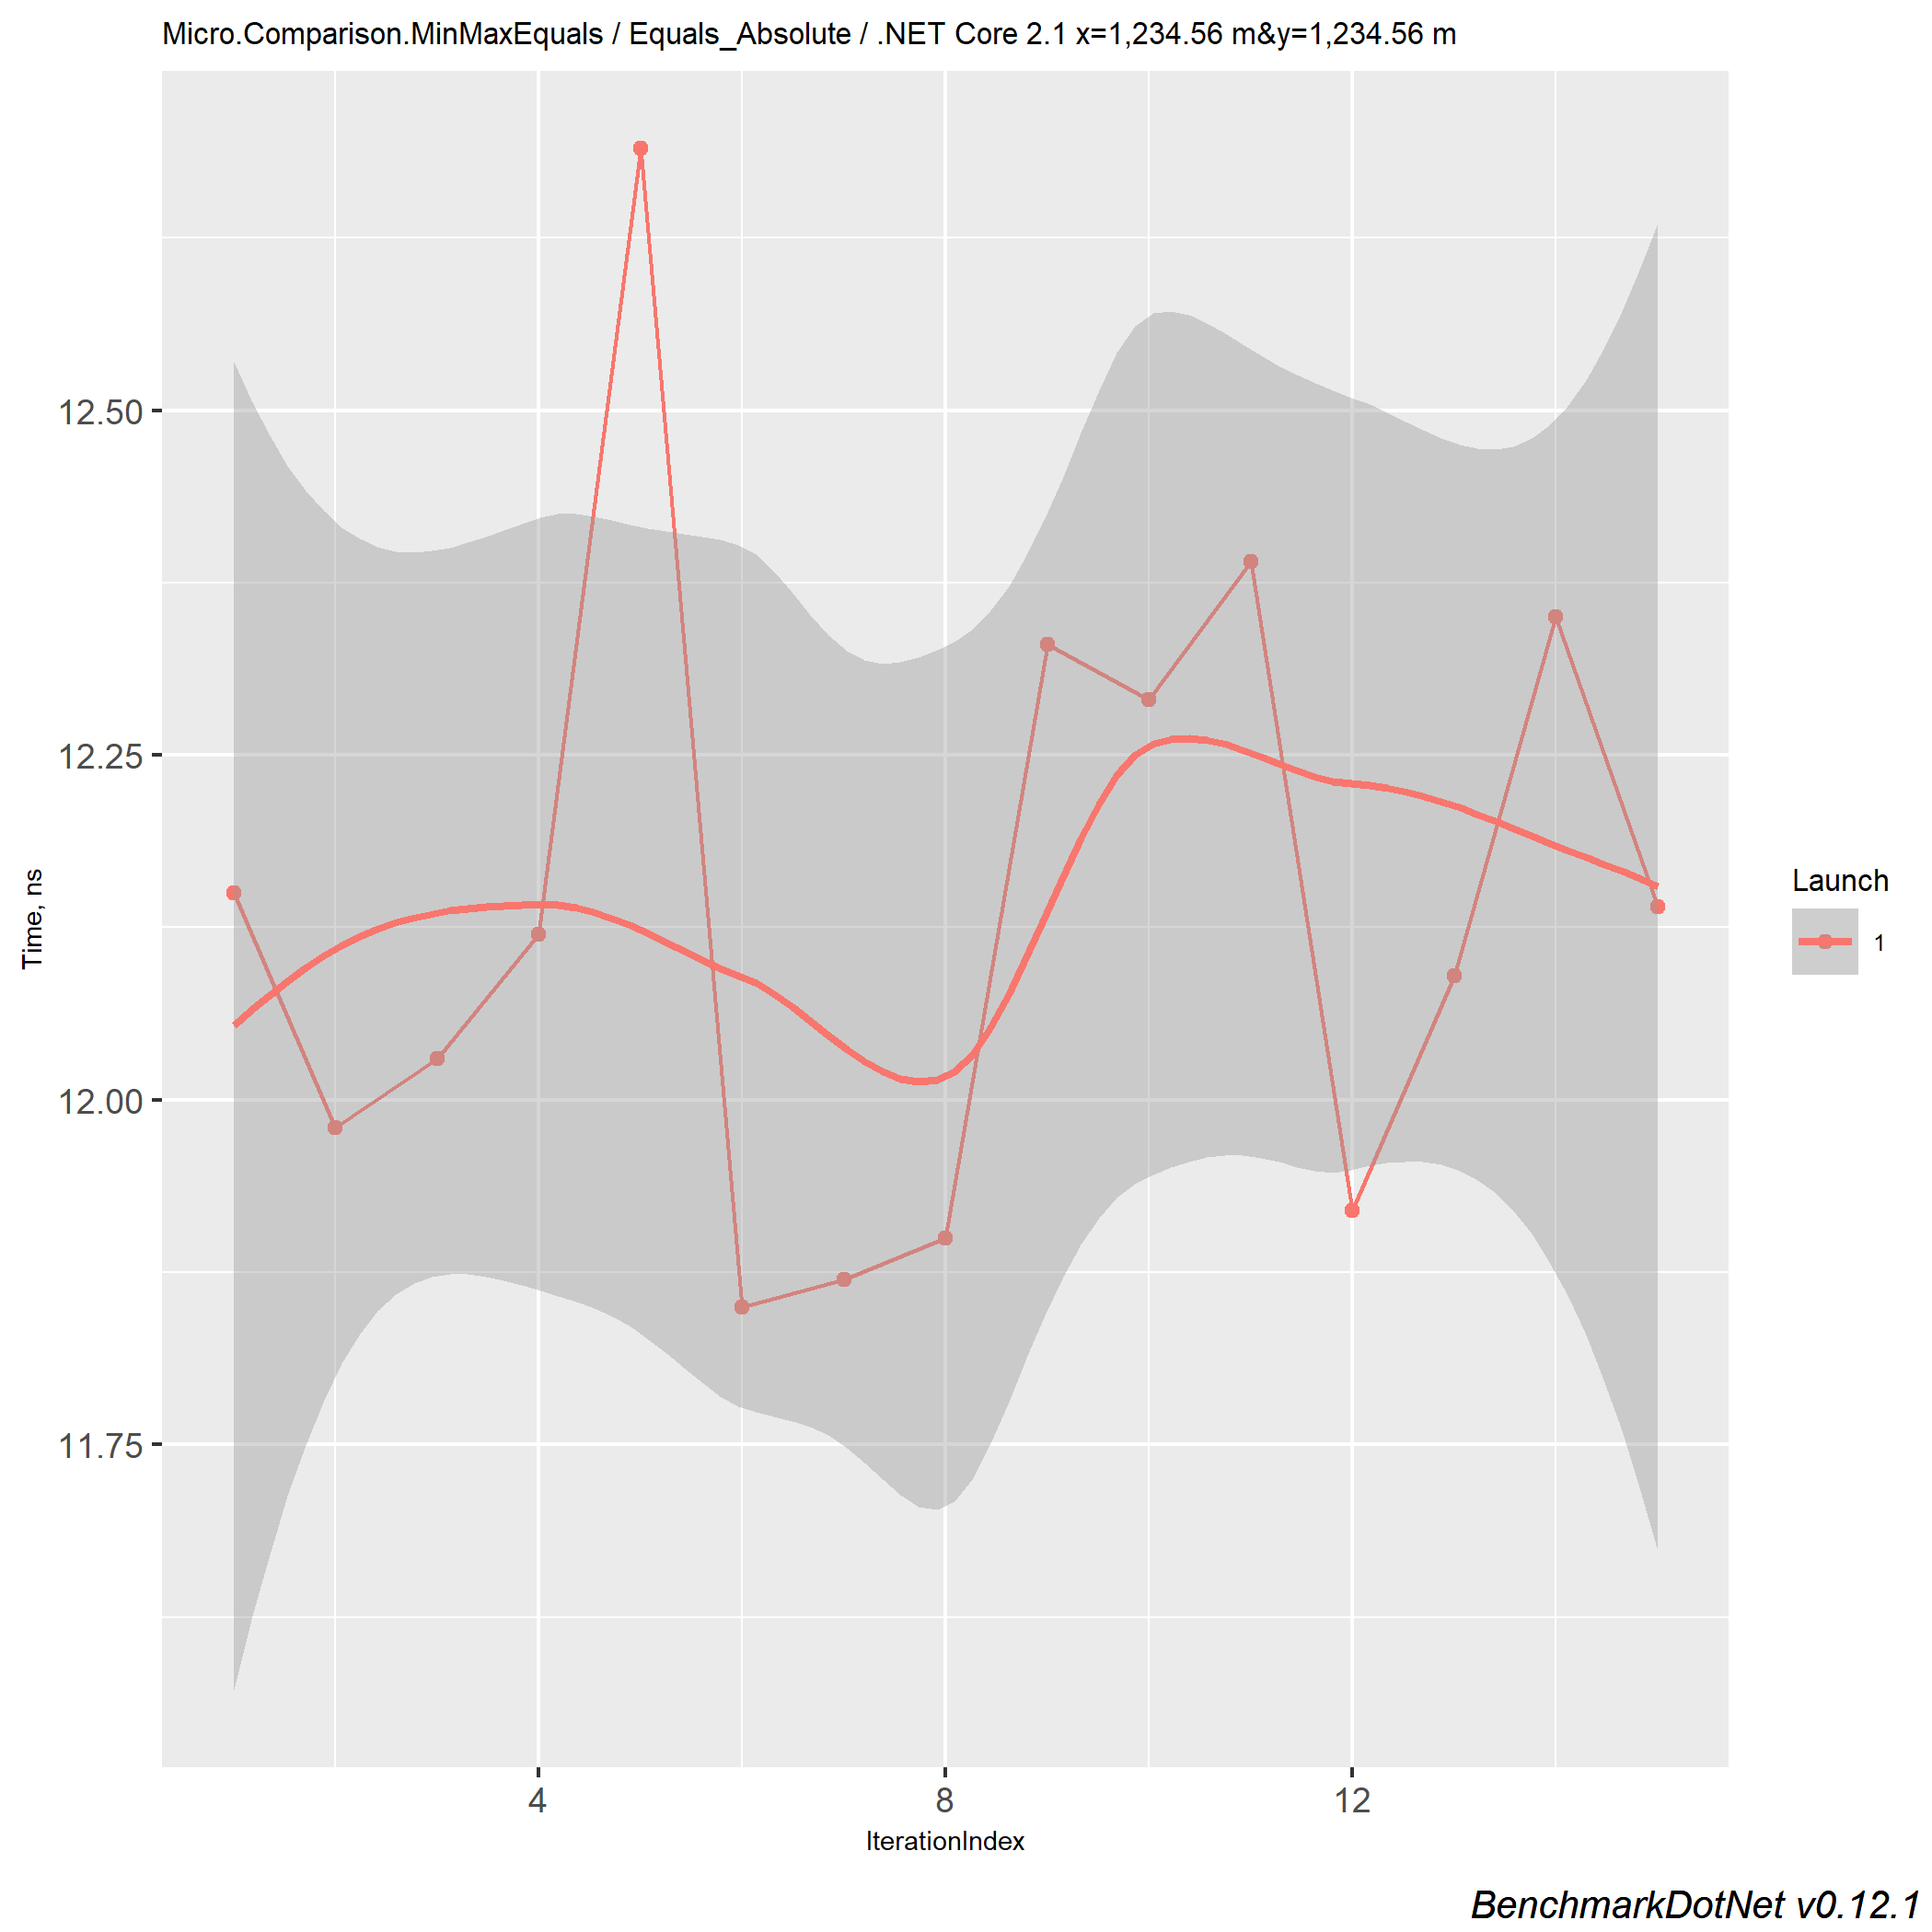 Micro.Comparison.MinMaxEquals / Equals_Absolute / .NET Core 2.1 x=1,234.56 m&y=1,234.56 m
12.50
12.25
12.00
11.75
Time, ns
4 8 12
IterationIndex
Launch
1
BenchmarkDotNet v0.12.1